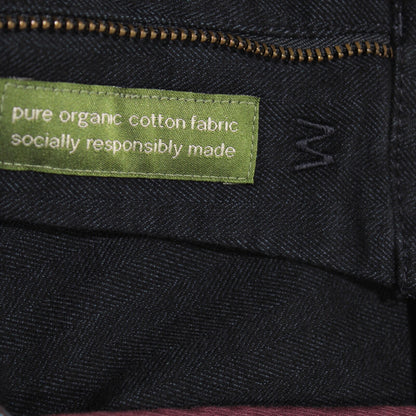 pure organic cotton fabric
socially responsibly made
M